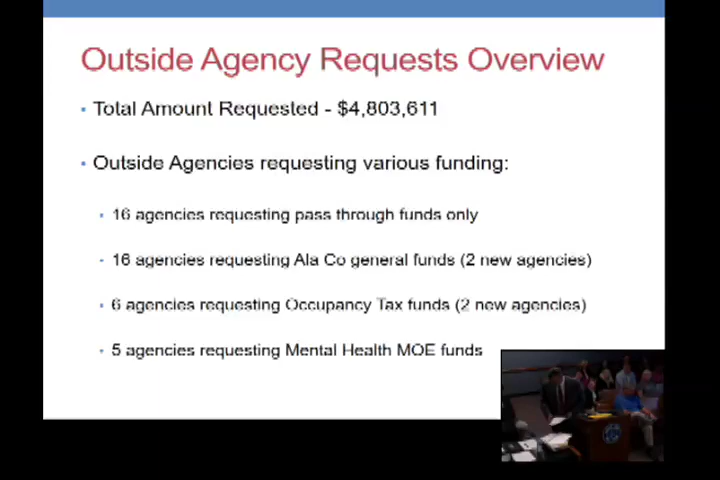 Outside Agency Requests Overview
Total Amount Requested - $4,803,611
Outside Agencies requesting various funding:
16 agencies requesting pass through funds only
16 agencies requesting Ala Co general funds (2 new agencies)
6 agencies requesting Occupancy Tax funds (2 new agencies)
5 agencies requesting Mental Health MOE funds